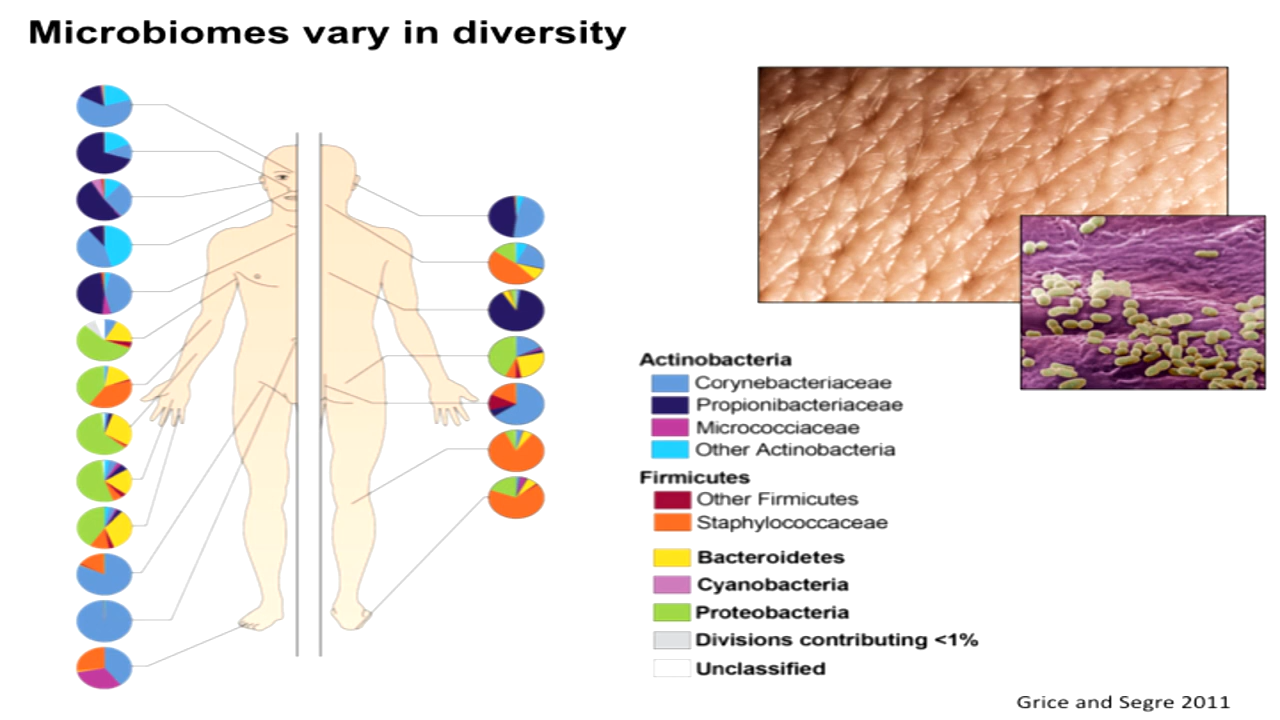 Microbiomes vary in diversity
Actinobacteria
Corynebacteriaceae
Propionibacteriaceae
Micrococciaceae
Other Actinobacteria
Firmicutes
Other Firmicutes
Staphylococcaceae
Bacteroidetes
Cyanobacteria
Proteobacteria
Divisions contributing <1%
Unclassified
Grice and Segre 2011